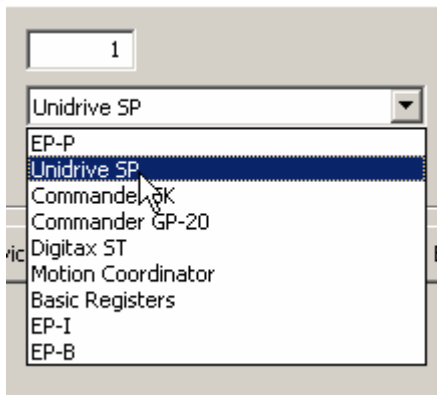 1
Unidrive SP
EP-P
Unidrive SP
Commander SK
Commander GP-20
Digitax ST
Motion Coordinator
Basic Registers
EP-I
EP-B